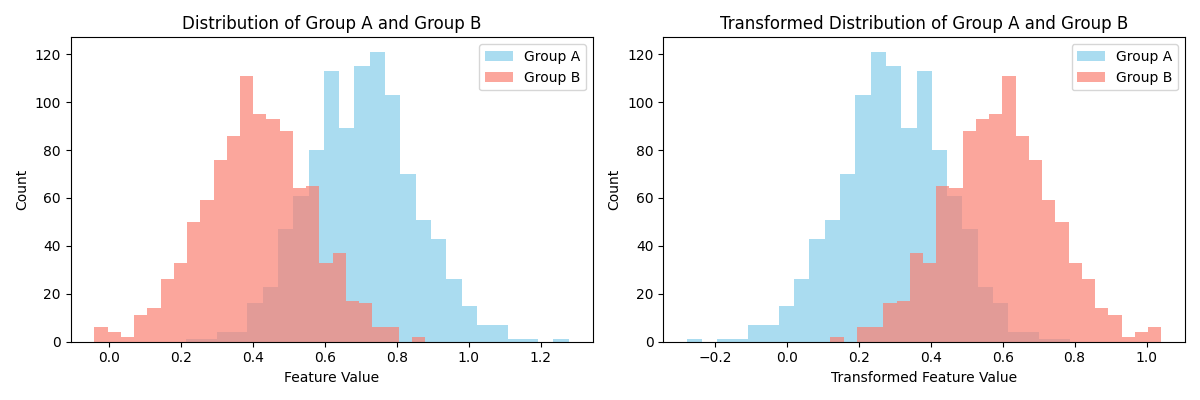 Distribution of Group A and Group B
120
100
80
60
40
20
0
Count
0.0 0.2 0.4 0.6 0.8 1.0 1.2
Feature Value
Group A
Group B
Transformed Distribution of Group A and Group B
120
100
80
60
40
20
0
Count
−0.2 0.0 0.2 0.4 0.6 0.8 1.0
Transformed Feature Value
Group A
Group B